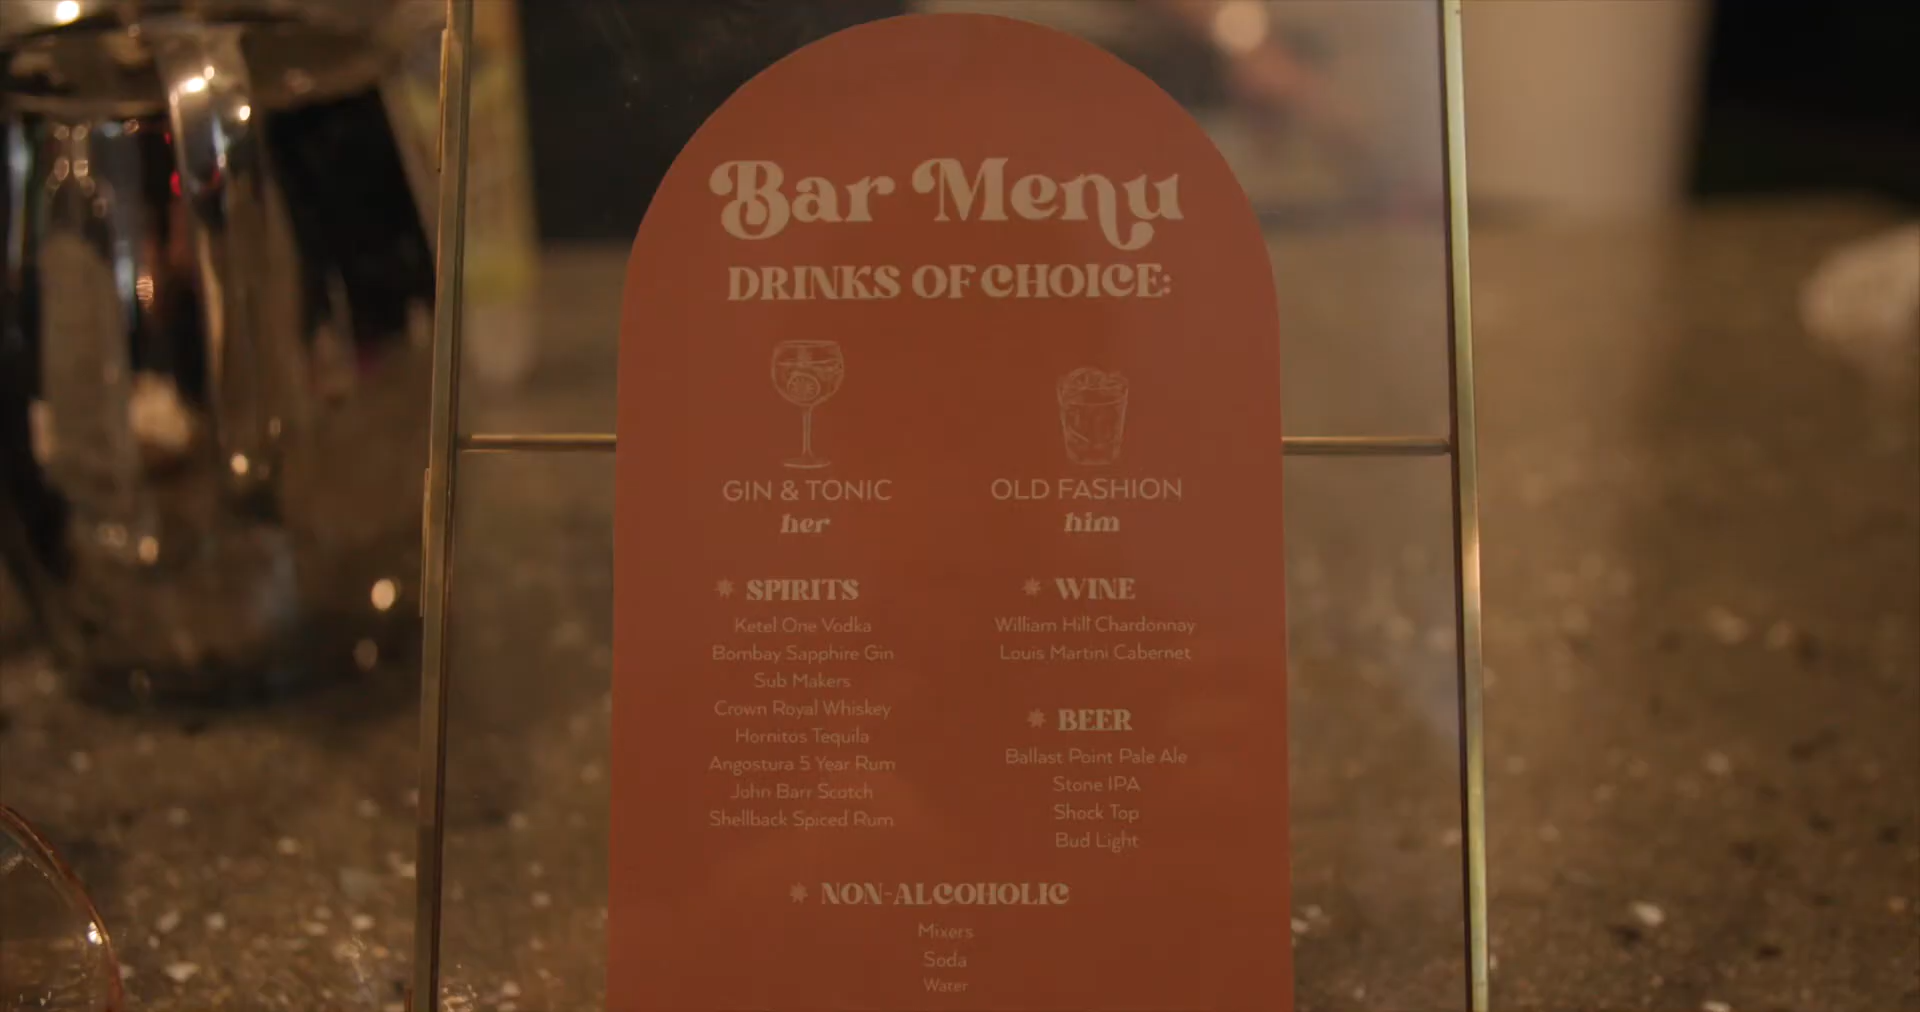 Bar Menu
DRINKS OF CHOICE:
GIN & TONIC
her
OLD FASHION
him
SPIRITS
Ketel One Vodka
Bombay Sapphire Gin
Sub Makers
Crown Royal Whiskey
Hornitos Tequila
Angostura 5 Year Rum
John Barr Scotch
Shellback Spiced Rum
WINE
William Hill Chardonnay
Louis Martini Cabernet
BEER
Ballast Point Pale Ale
Stone IPA
Shock Top
Bud Light
NON-ALCOHOLIC
Mixers
Soda
Water